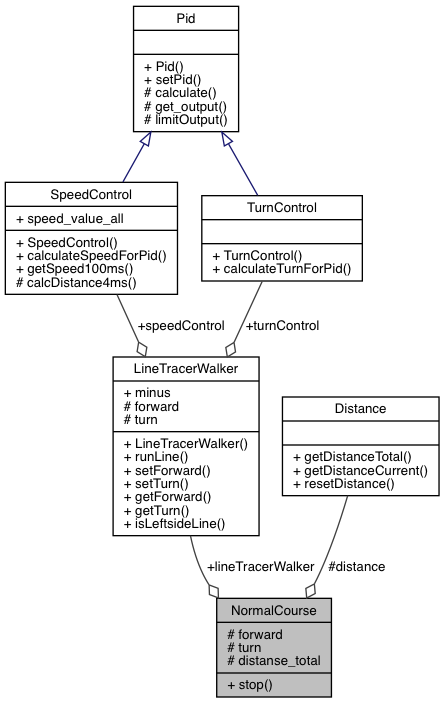 Pid
+ Pid()
+ setPid()
# calculate()
# get_output()
# limitOutput()
SpeedControl
+ speed_value_all
+ SpeedControl()
+ calculateSpeedForPid()
+ getSpeed100ms()
# calcDistance4ms()
TurnControl
+ TurnControl()
+ calculateTurnForPid()
+speedControl
+turnControl
LineTracerWalker
+ minus
# forward
# turn
+ LineTracerWalker()
+ runLine()
+ setForward()
+ setTurn()
+ getForward()
+ getTurn()
+ isLeftsideLine()
Distance
+ getDistanceTotal()
+ getDistanceCurrent()
+ resetDistance()
+lineTracerWalker
#distance
NormalCourse
# forward
# turn
# distanse_total
+ stop()